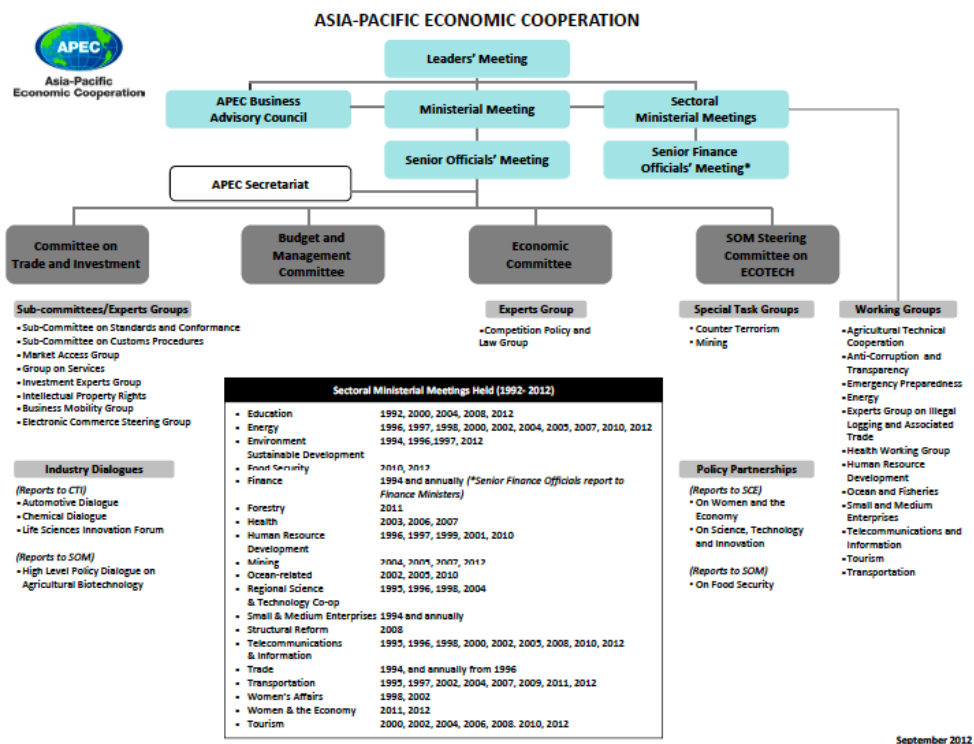 ASIA-PACIFIC ECONOMIC COOPERATION
APEC
Asia-Pacific
Economic Cooperation
Leaders' Meeting
APEC Business
Advisory Council
Ministerial Meeting
Sectoral
Ministerial Meetings
Senior Officials' Meeting
Senior Finance
Officials' Meeting*
APEC Secretariat
Committee on
Trade and Investment
Budget and
Management
Committee
Economic
Committee
SOM Steering
Committee on
ECOTECH
Sub-committees/Experts Groups
▪Sub-Committee on Standards and Conformance
▪Sub-Committee on Customs Procedures
▪Market Access Group
▪Group on Services
▪Investment Experts Group
▪Intellectual Property Rights
▪Business Mobility Group
▪Electronic Commerce Steering Group
Industry Dialogues
(Reports to CTI)
▪Automotive Dialogue
▪Chemical Dialogue
▪Life Sciences Innovation Forum
(Reports to SOM)
▪High Level Policy Dialogue on
Agricultural Biotechnology
Experts Group
▪Competition Policy and
Law Group
Special Task Groups
• Counter Terrorism
• Mining
Policy Partnerships
(Reports to SCE)
• On Women and the
Economy
• On Science, Technology
and Innovation
(Reports to SOM)
• On Food Security
Working Groups
▪Agricultural Technical
Cooperation
▪Anti-Corruption and
Transparency
▪Emergency Preparedness
▪Energy
▪Experts Group on Illegal
Logging and Associated
Trade
▪Health Working Group
▪Human Resource
Development
▪Ocean and Fisheries
▪Small and Medium
Enterprises
▪Telecommunications and
Information
▪Tourism
▪Transportation
Sectoral Ministerial Meetings Held (1992- 2012)
▪ Education 1992, 2000, 2004, 2008, 2012
▪ Energy 1996, 1997, 1998, 2000, 2002, 2004, 2005, 2007, 2010, 2012
▪ Environment 1994, 1996,1997, 2012
Sustainable Development
▪ Food Security 2010, 2012
▪ Finance 1994 and annually (*Senior Finance Officials report to
Finance Ministers)
▪ Forestry 2011
▪ Health 2003, 2006, 2007
▪ Human Resource 1996, 1997, 1999, 2001, 2010
Development
▪ Mining 2004, 2005, 2007, 2012
▪ Ocean-related 2002, 2005, 2010
▪ Regional Science 1995, 1996, 1998, 2004
& Technology Co-op
▪ Small & Medium Enterprises 1994 and annually
▪ Structural Reform 2008
▪ Telecommunications 1995, 1996, 1998, 2000, 2002, 2005, 2008, 2010, 2012
& Information
▪ Trade 1994, and annually from 1996
▪ Transportation 1995, 1997, 2002, 2004, 2007, 2009, 2011, 2012
▪ Women's Affairs 1998, 2002
▪ Women & the Economy 2011, 2012
▪ Tourism 2000, 2002, 2004, 2006, 2008. 2010, 2012
September 2012